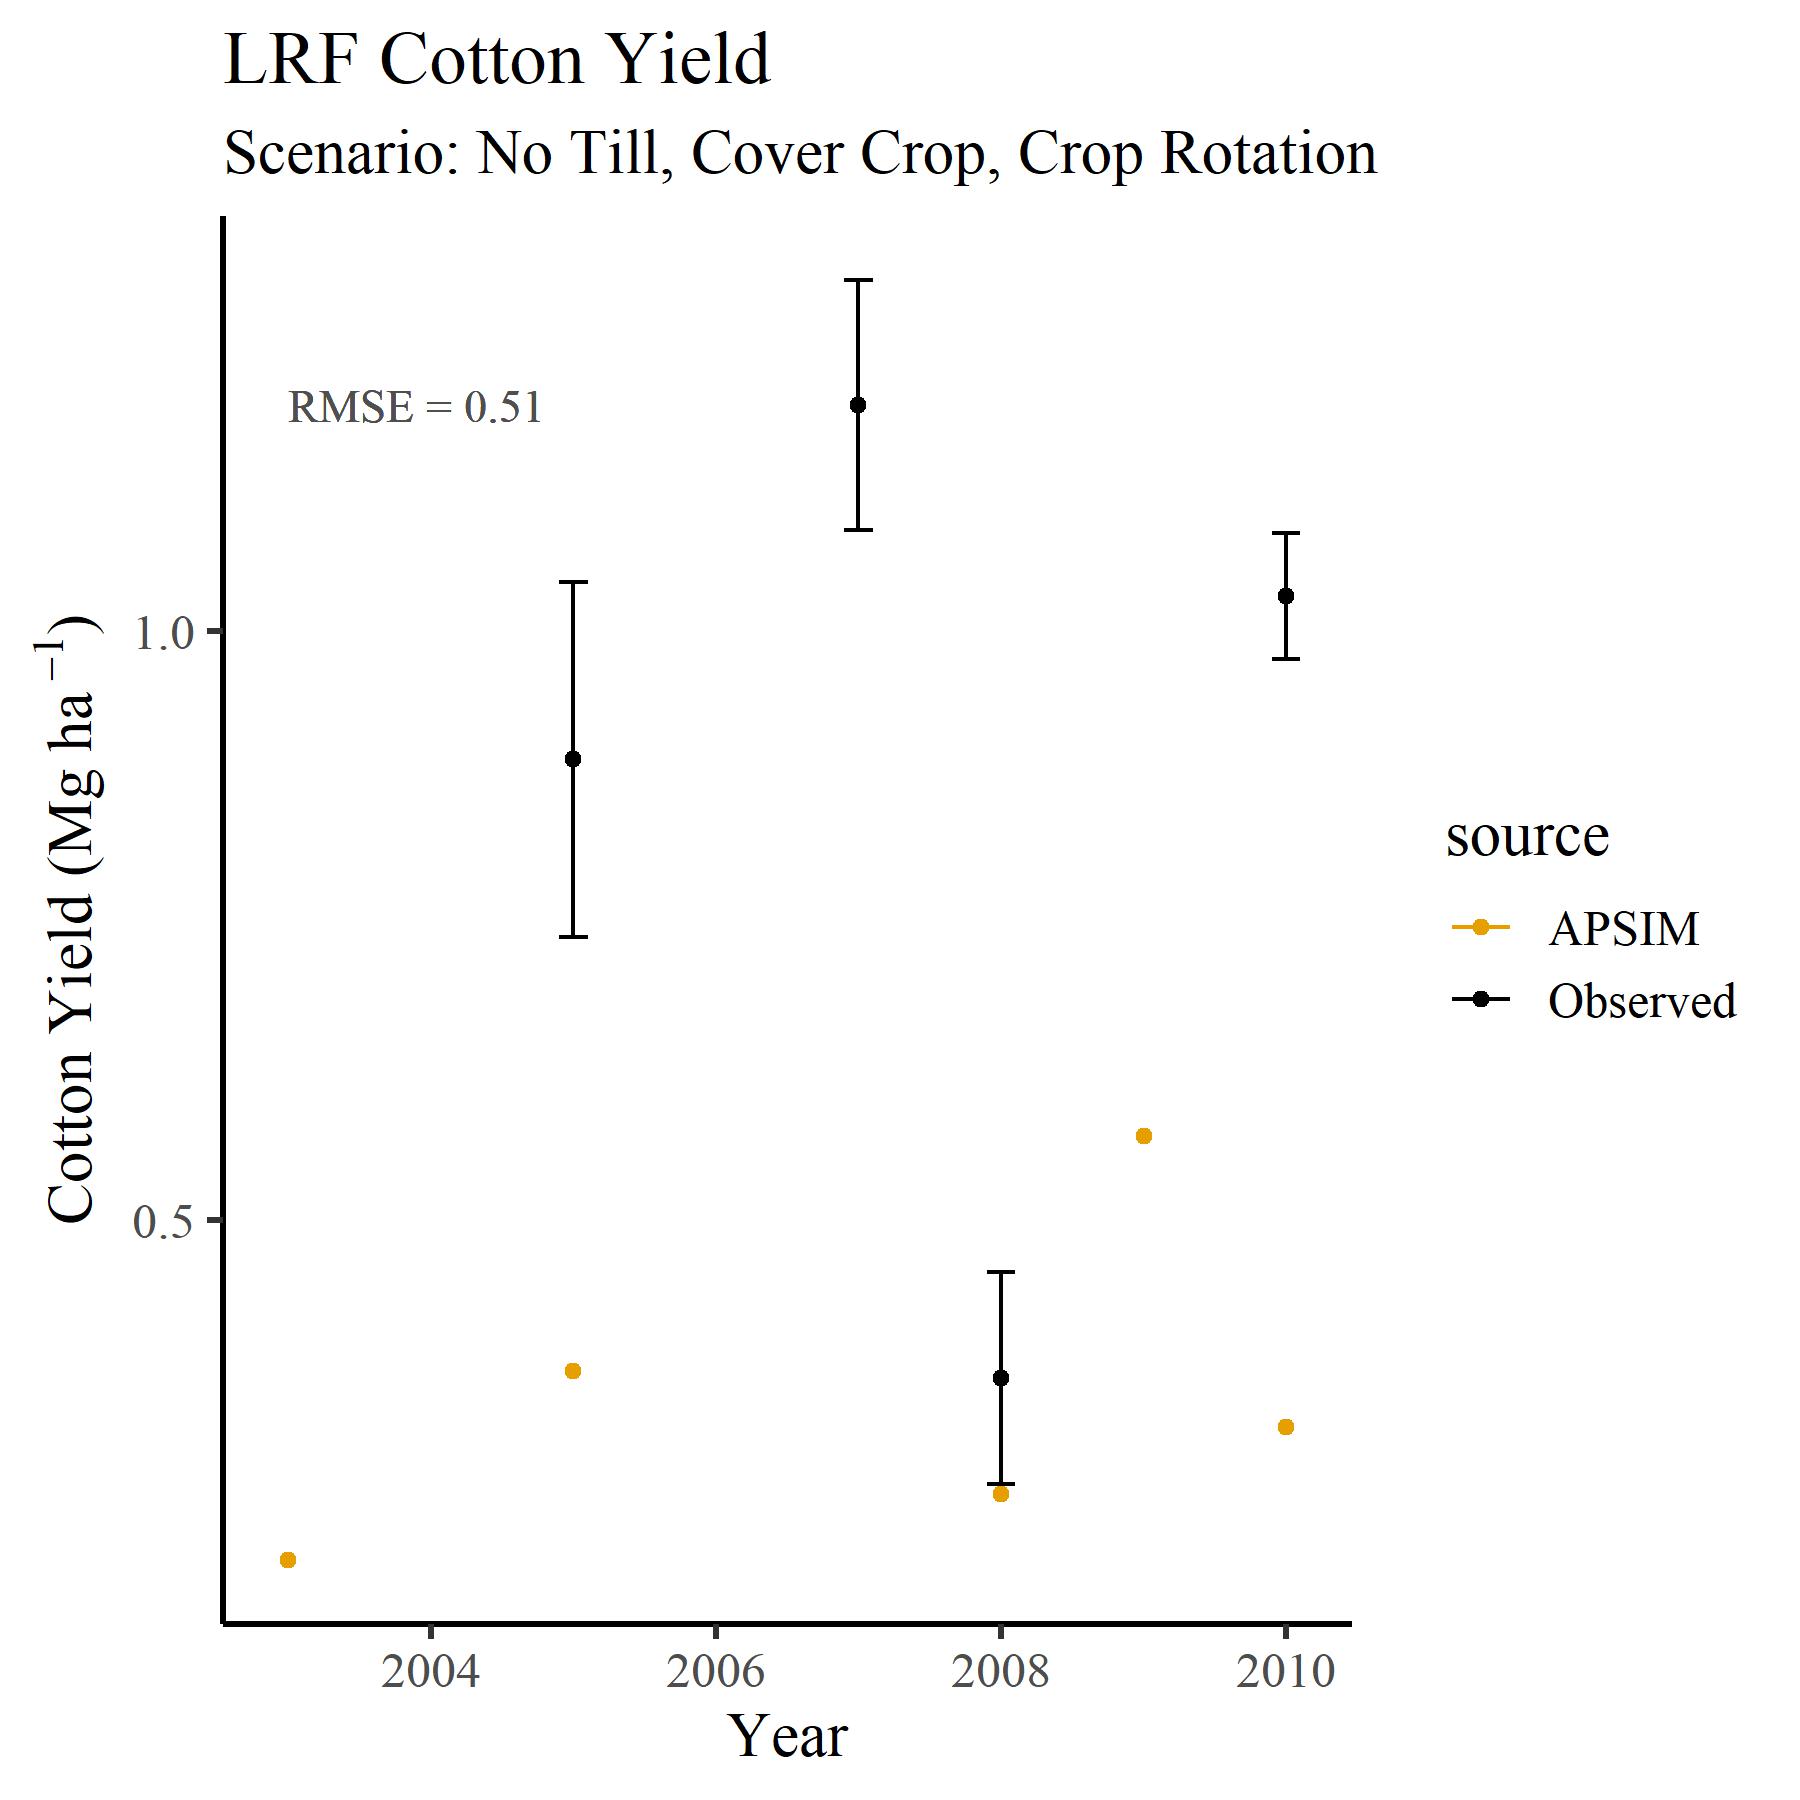 LRF Cotton Yield
Scenario: No Till, Cover Crop, Crop Rotation
RMSE = 0.51
Cotton Yield (Mg ha⁻¹)
1.0
0.5
source
APSIM
Observed
2004 2006 2008 2010
Year